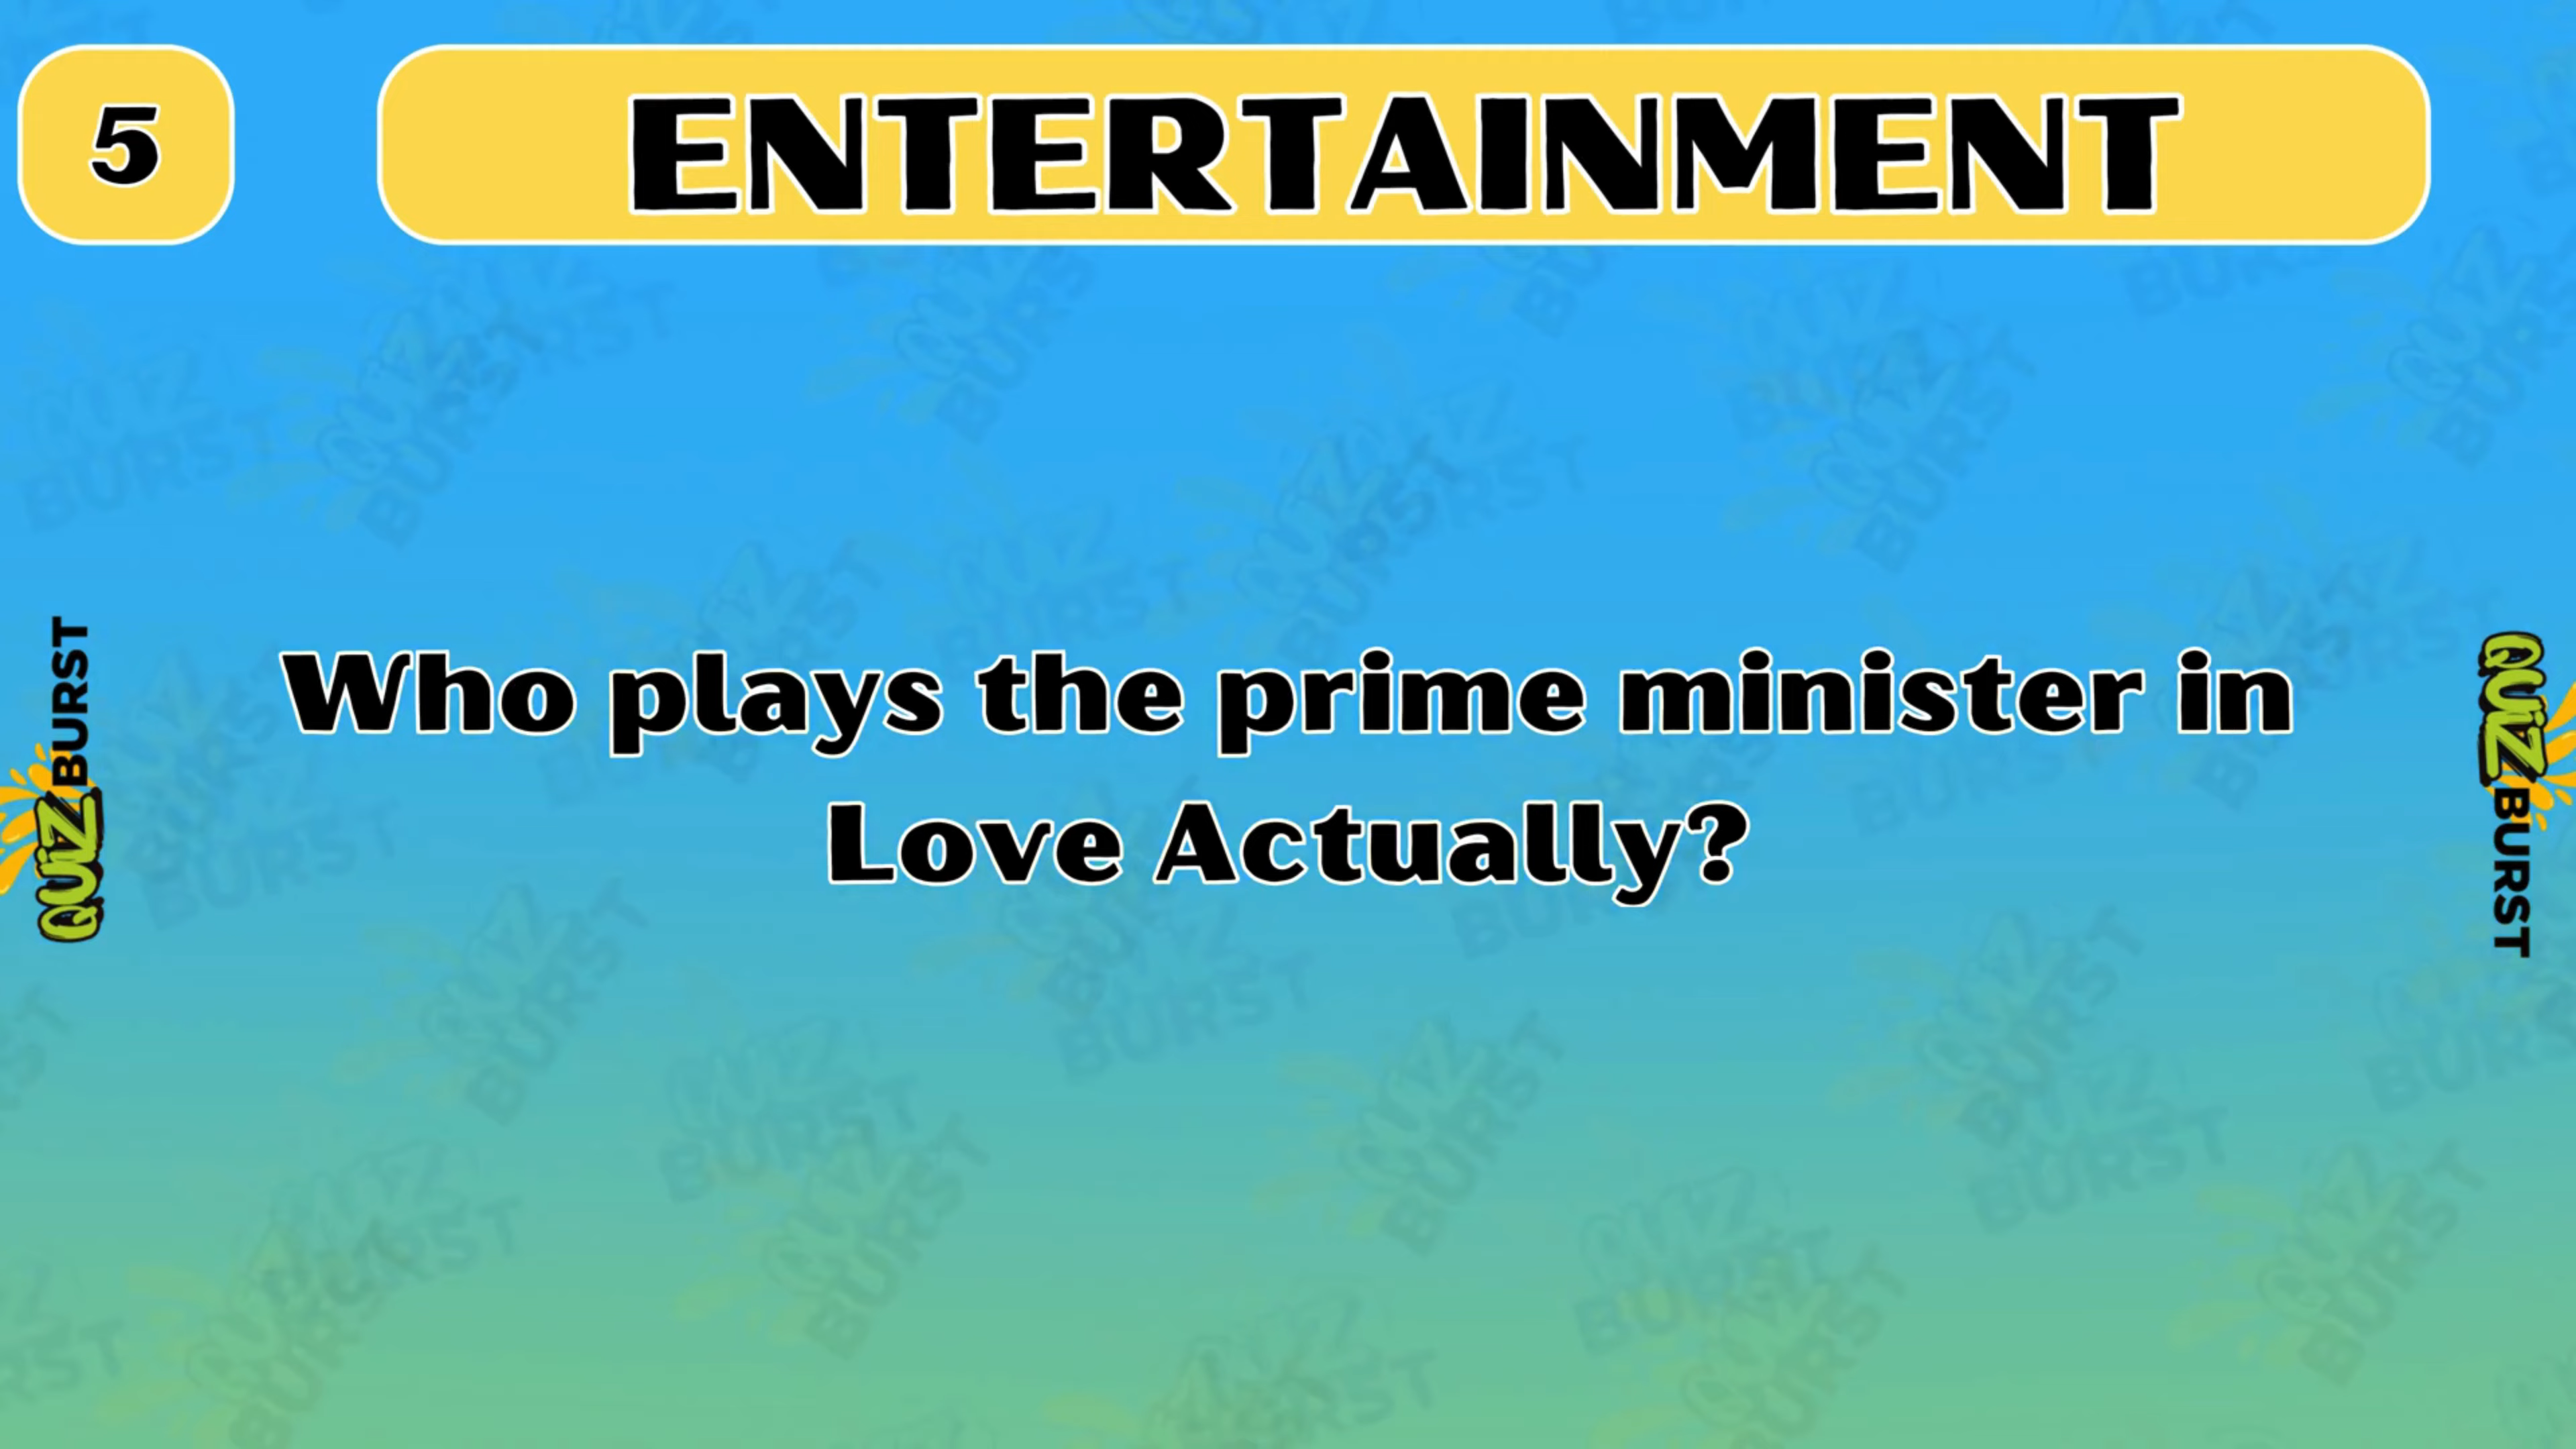 5
ENTERTAINMENT
Who plays the prime minister in
Love Actually?
QUIZ BURST
QUIZ BURST